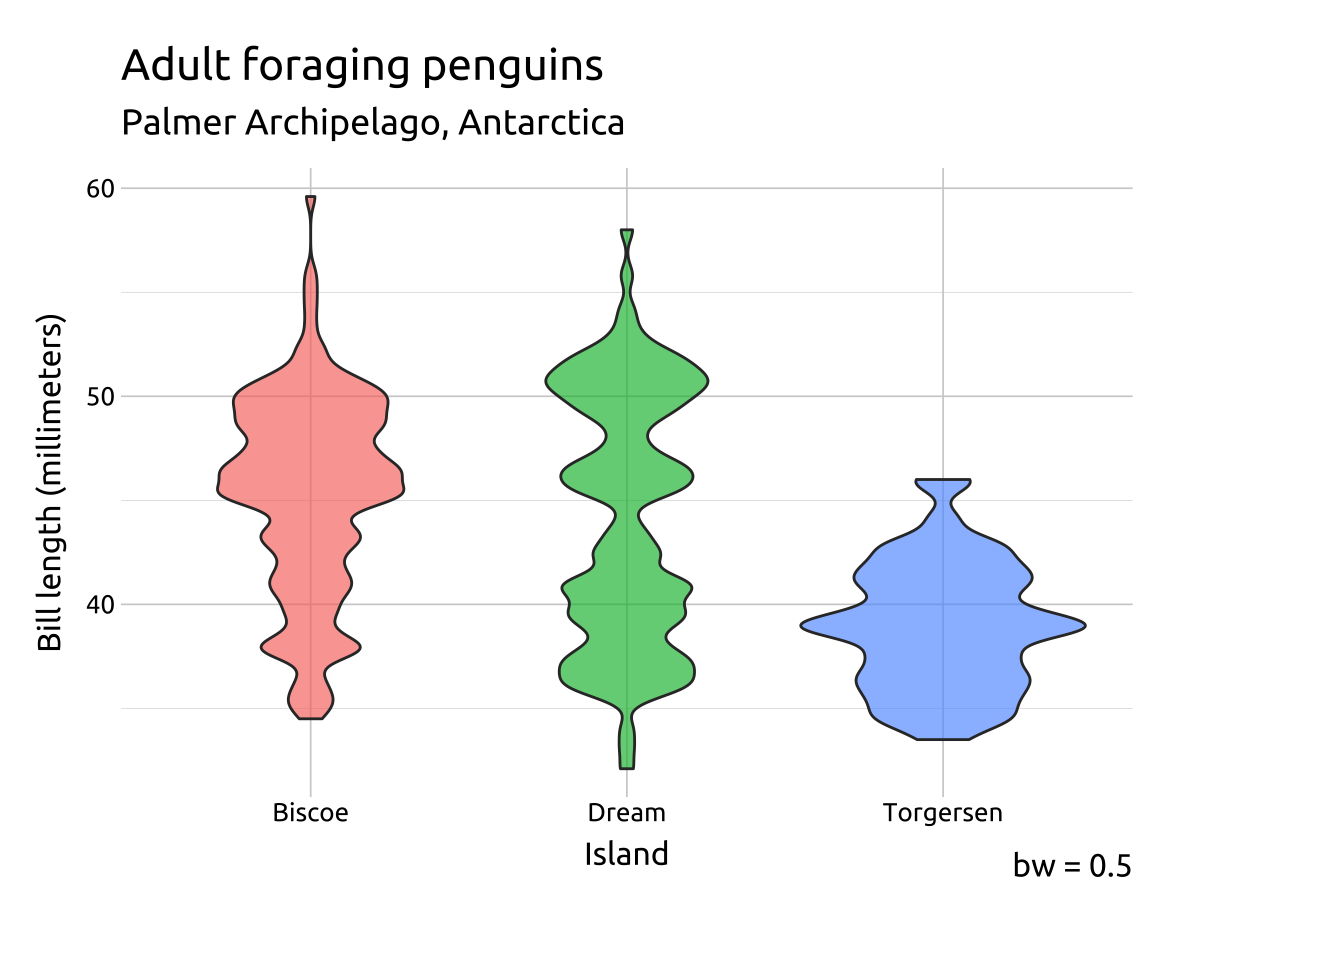 Adult foraging penguins
Palmer Archipelago, Antarctica
Bill length (millimeters)
60
50
40
Biscoe Dream Torgersen
Island
bw = 0.5